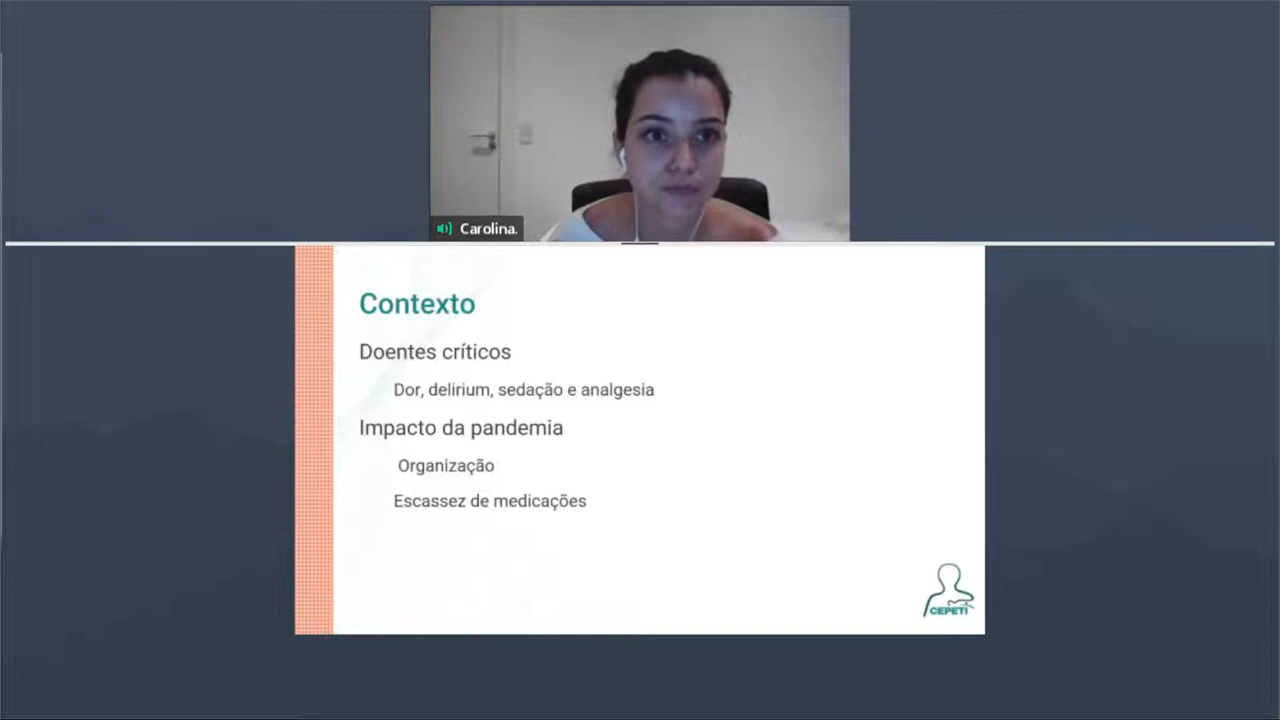 Carolina.
Contexto
Doentes críticos
Dor, delirium, sedação e analgesia
Impacto da pandemia
Organização
Escassez de medicações
CEPETI